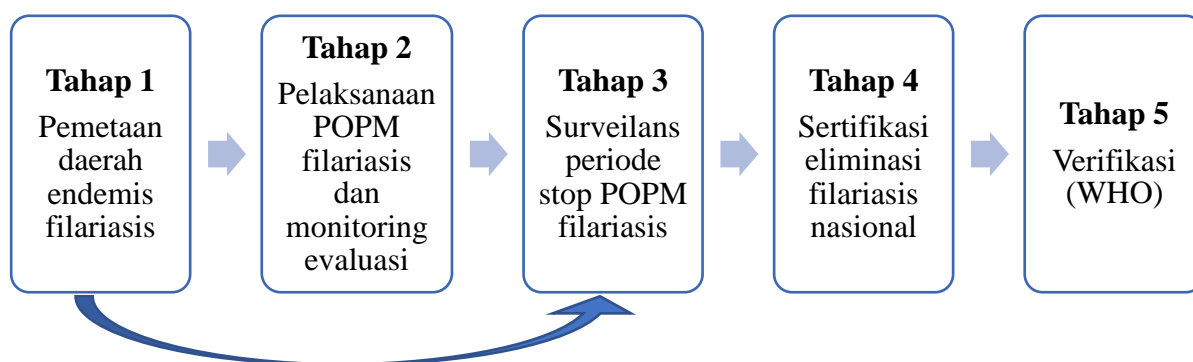 Tahap 1
Pemetaan
daerah
endemis
filariasis
Tahap 2
Pelaksanaan
POPM
filariasis
dan
monitoring
evaluasi
Tahap 3
Surveilans
periode
stop POPM
filariasis
Tahap 4
Sertifikasi
eliminasi
filariasis
nasional
Tahap 5
Verifikasi
(WHO)